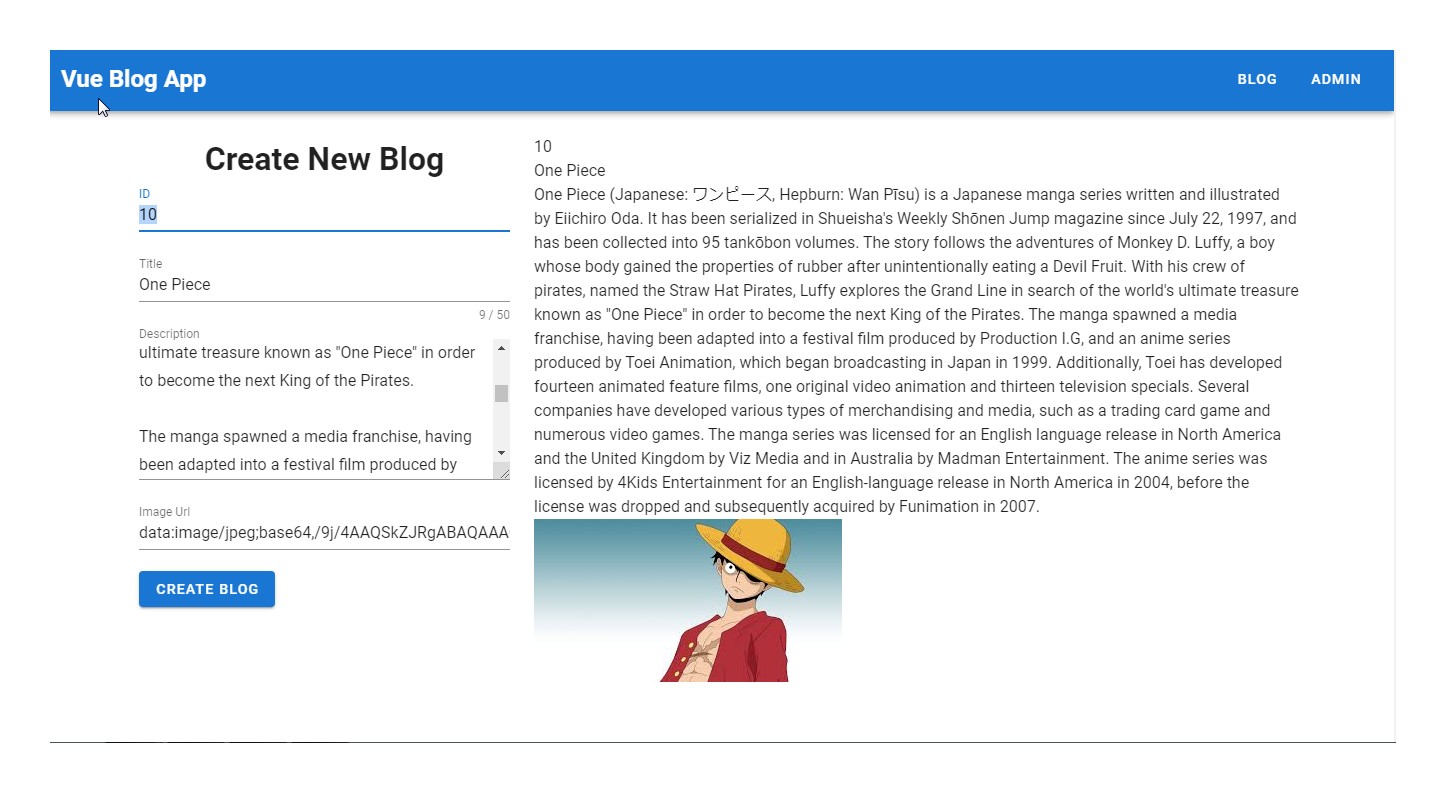 Vue Blog App
BLOG
ADMIN
Create New Blog
ID
10
Title
One Piece
9 / 50
Description
ultimate treasure known as "One Piece" in order
to become the next King of the Pirates.
The manga spawned a media franchise, having
been adapted into a festival film produced by
Image Url
data:image/jpeg;base64,/9j/4AAQSkZJRgABAQAAA
CREATE BLOG
10
One Piece
One Piece (Japanese: ワンピース, Hepburn: Wan Pīsu) is a Japanese manga series written and illustrated
by Eiichiro Oda. It has been serialized in Shueisha's Weekly Shōnen Jump magazine since July 22, 1997, and
has been collected into 95 tankōbon volumes. The story follows the adventures of Monkey D. Luffy, a boy
whose body gained the properties of rubber after unintentionally eating a Devil Fruit. With his crew of
pirates, named the Straw Hat Pirates, Luffy explores the Grand Line in search of the world's ultimate treasure
known as "One Piece" in order to become the next King of the Pirates. The manga spawned a media
franchise, having been adapted into a festival film produced by Production I.G, and an anime series
produced by Toei Animation, which began broadcasting in Japan in 1999. Additionally, Toei has developed
fourteen animated feature films, one original video animation and thirteen television specials. Several
companies have developed various types of merchandising and media, such as a trading card game and
numerous video games. The manga series was licensed for an English language release in North America
and the United Kingdom by Viz Media and in Australia by Madman Entertainment. The anime series was
licensed by 4Kids Entertainment for an English-language release in North America in 2004, before the
license was dropped and subsequently acquired by Funimation in 2007.